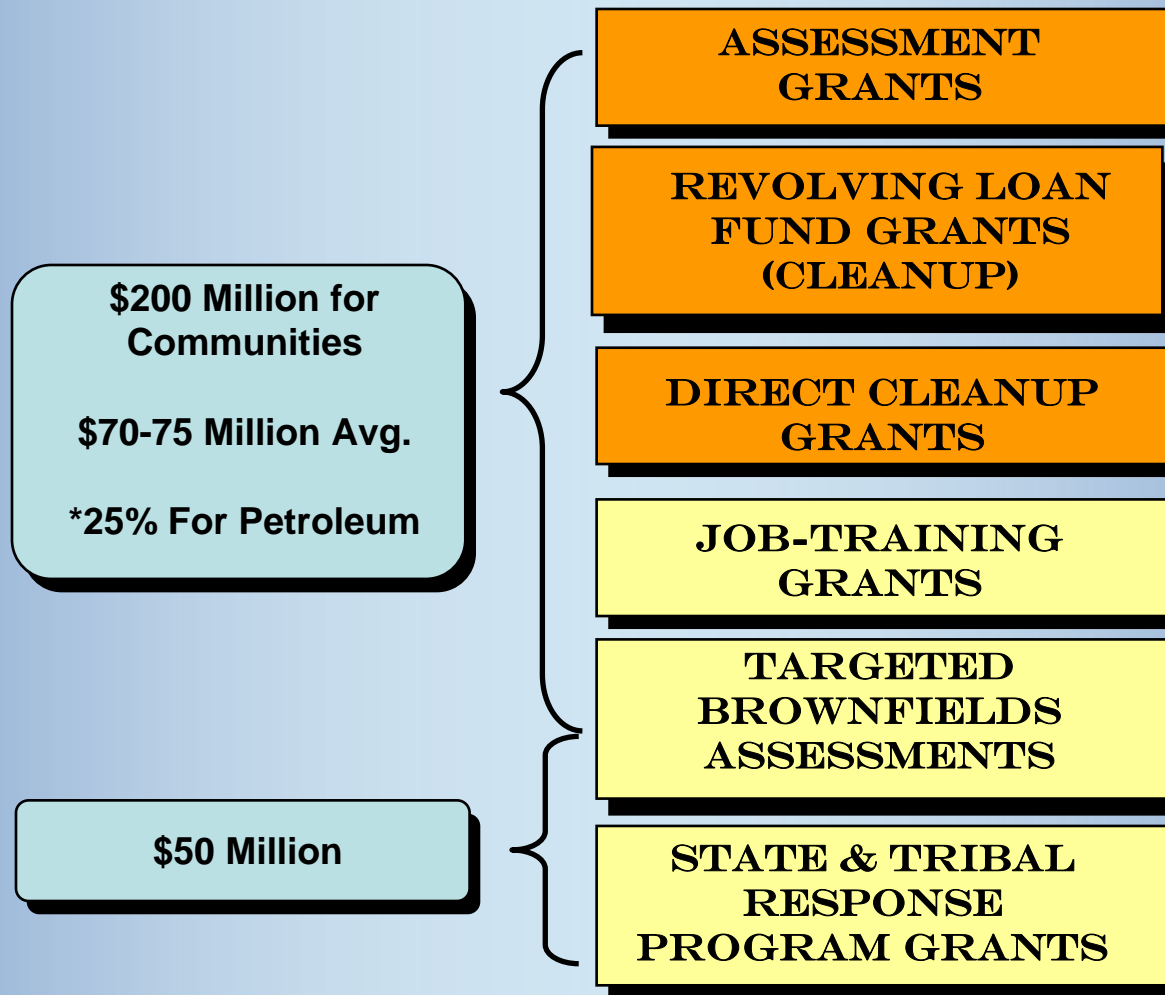 $200 Million for
Communities
$70-75 Million Avg.
*25% For Petroleum
$50 Million
ASSESSMENT
GRANTS
REVOLVING LOAN
FUND GRANTS
(CLEANUP)
DIRECT CLEANUP
GRANTS
JOB-TRAINING
GRANTS
TARGETED
BROWNFIELDS
ASSESSMENTS
STATE & TRIBAL
RESPONSE
PROGRAM GRANTS